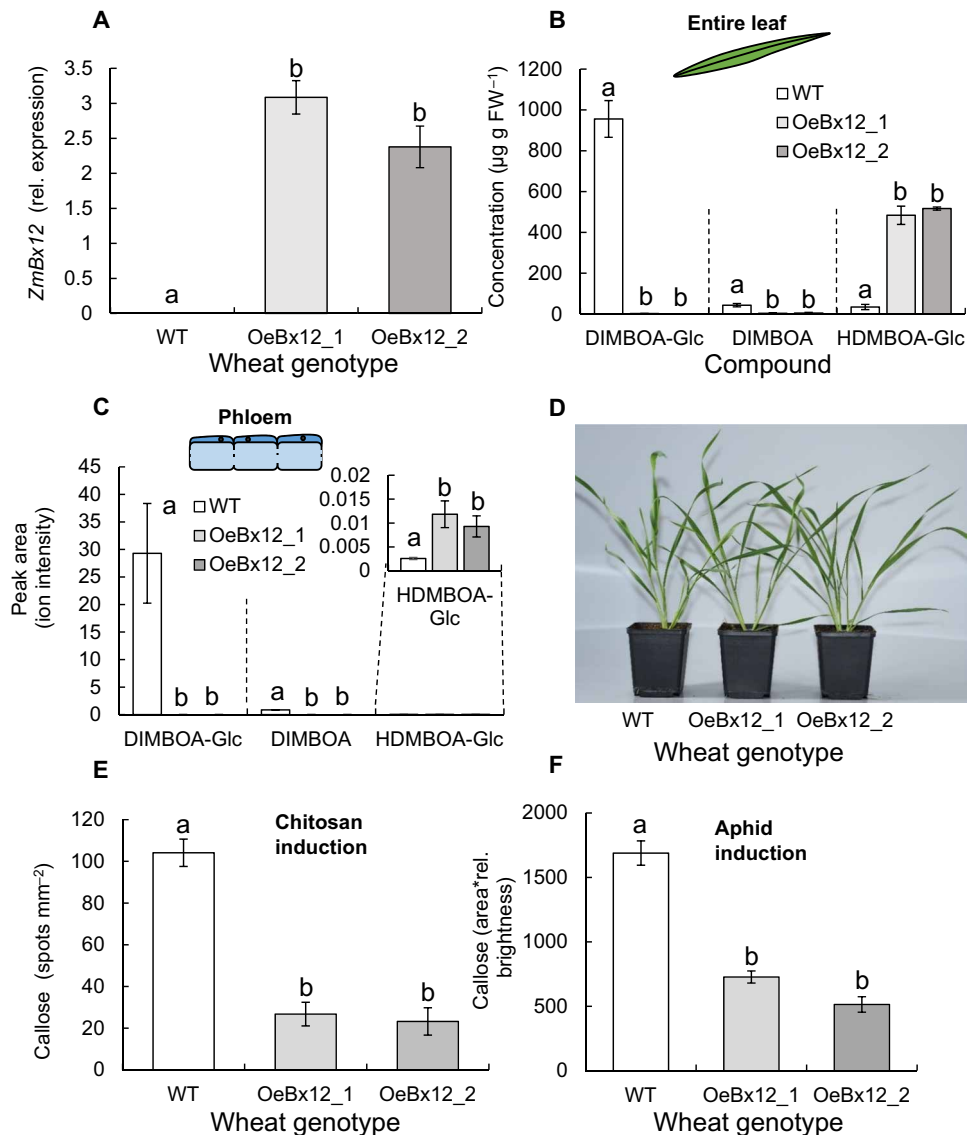 A
ZmBx12 (rel. expression)
3.5
3
2.5
2
1.5
1
0.5
0
a
b
b
WT
OeBx12_1
OeBx12_2
Wheat genotype
B
Entire leaf
Concentration (µg g FW⁻¹)
1200
1000
800
600
400
200
0
WT
OeBx12_1
OeBx12_2
a
b
b
a
b
b
a
b
b
DIMBOA-Glc
DIMBOA
HDMBOA-Glc
Compound
C
Phloem
Peak area
(ion intensity)
45
40
35
30
25
20
15
10
5
0
WT
OeBx12_1
OeBx12_2
a
b
b
a
b
b
0.02
0.015
0.01
0.005
0
a
b
b
HDMBOA-
Glc
DIMBOA-Glc
DIMBOA
HDMBOA-Glc
D
WT
OeBx12_1
OeBx12_2
Wheat genotype
E
Chitosan
induction
Callose (spots mm⁻²)
120
100
80
60
40
20
0
a
b
b
WT
OeBx12_1
OeBx12_2
Wheat genotype
F
Aphid
induction
Callose (area*rel.
brightness)
2000
1500
1000
500
0
a
b
b
WT
OeBx12_1
OeBx12_2
Wheat genotype